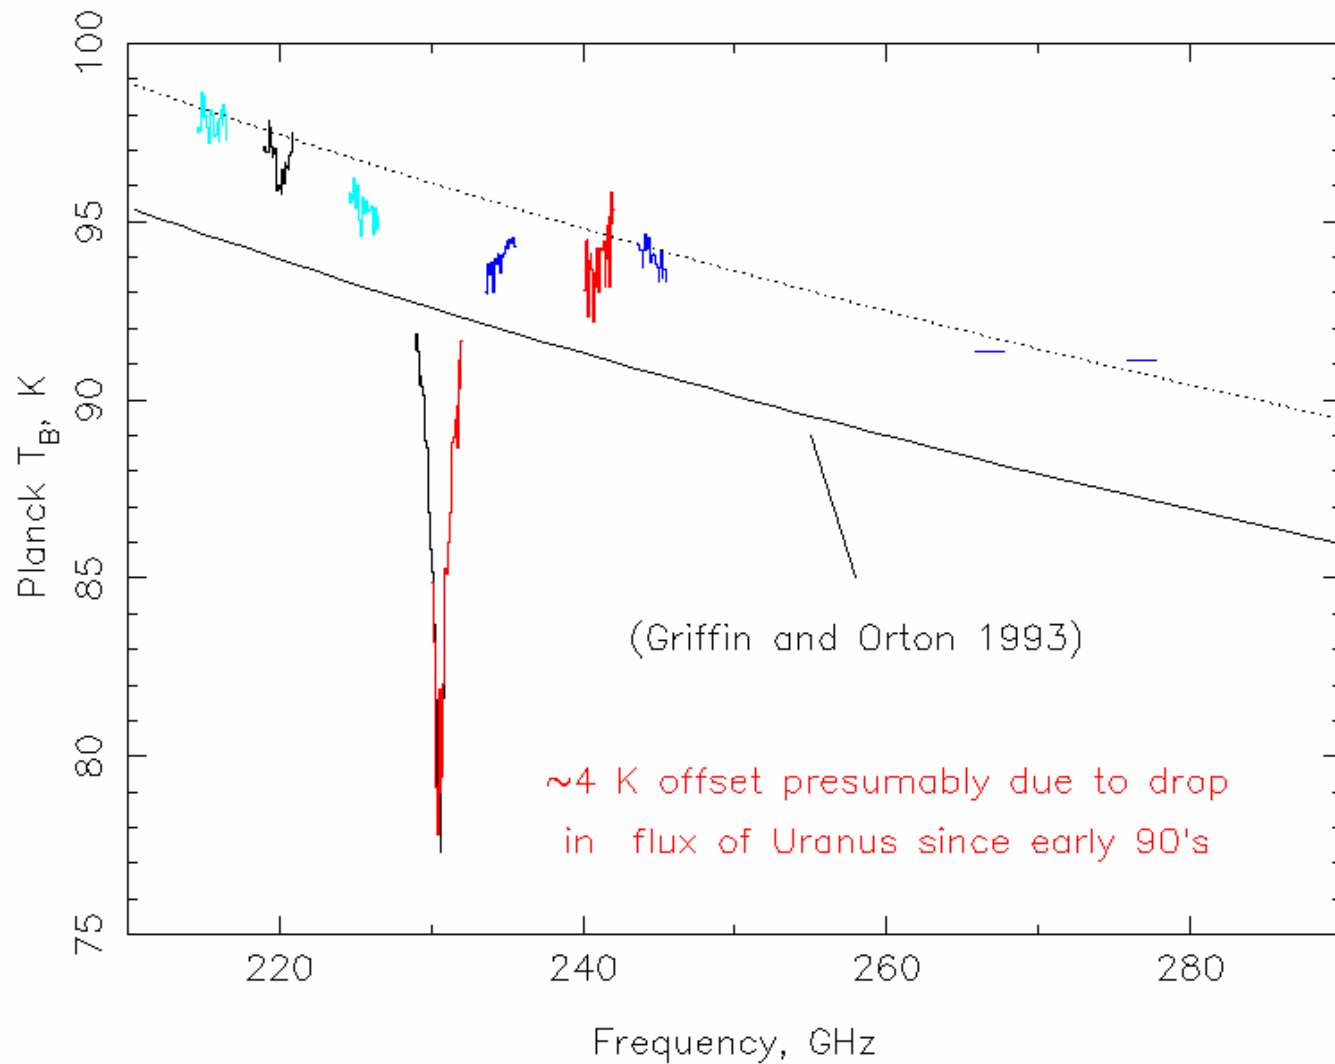 100
95
90
85
80
75
Planck T_B, K
(Griffin and Orton 1993)
~4 K offset presumably due to drop
in flux of Uranus since early 90's
220
240
260
280
Frequency, GHz